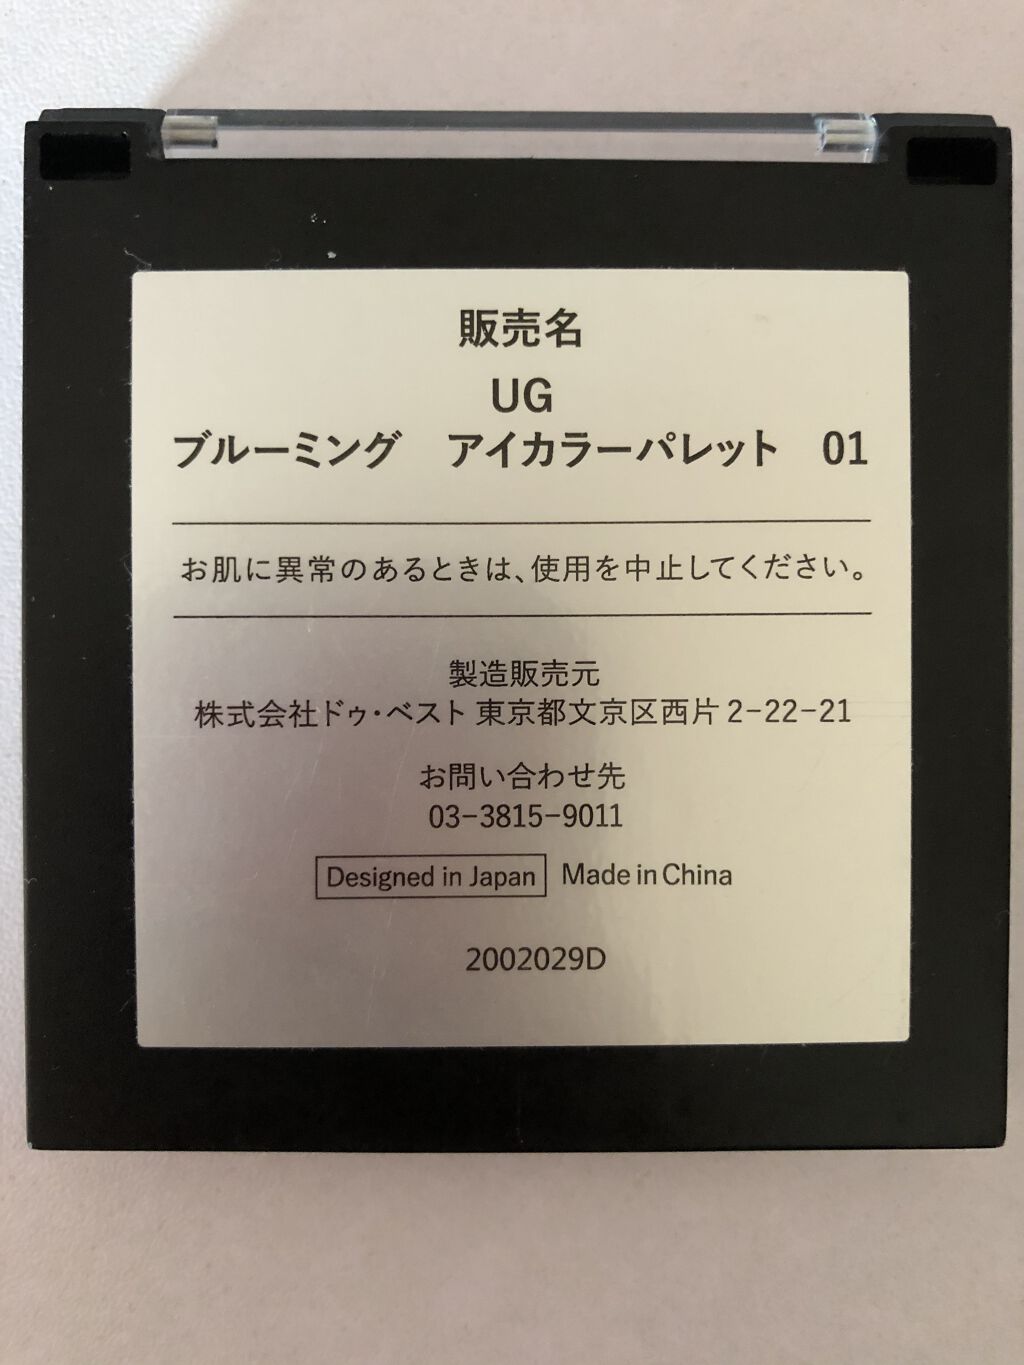 販売名
UG
ブルーミング　アイカラーパレット　01
お肌に異常のあるときは、使用を中止してください。
製造販売元
株式会社ドゥ・ベスト 東京都文京区西片2-22-21
お問い合わせ先
03-3815-9011
Designed in Japan Made in China
2002029D